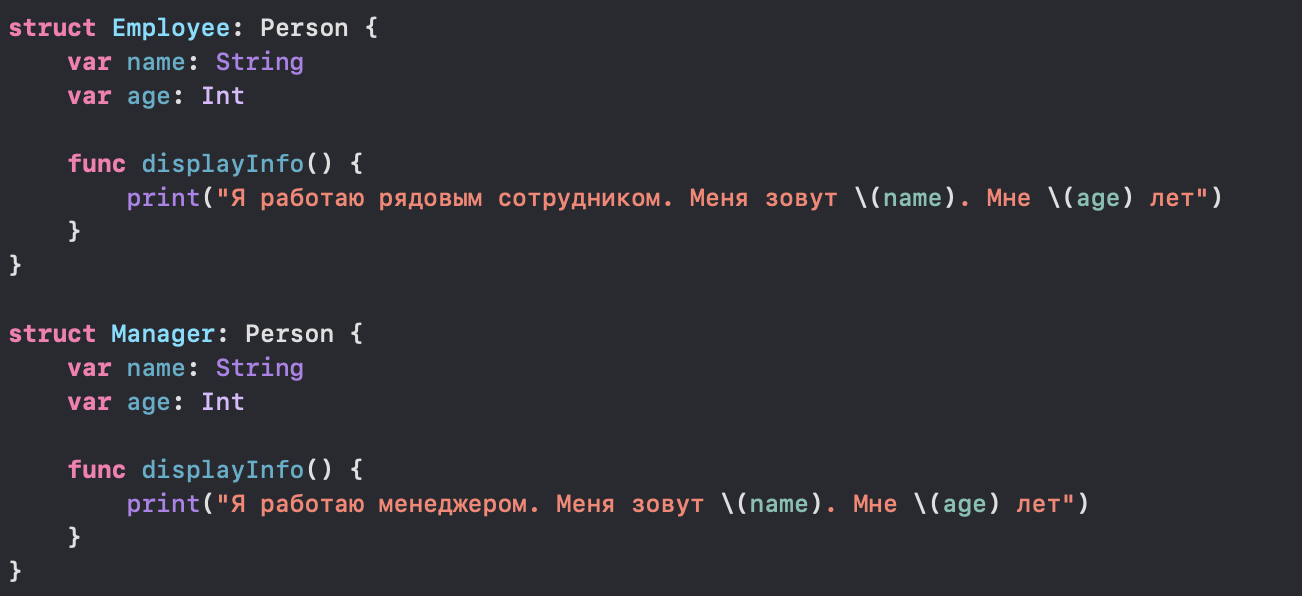 struct Employee: Person {
    var name: String
    var age: Int

    func displayInfo() {
        print("Я работаю рядовым сотрудником. Меня зовут \(name). Мне \(age) лет")
    }
}

struct Manager: Person {
    var name: String
    var age: Int

    func displayInfo() {
        print("Я работаю менеджером. Меня зовут \(name). Мне \(age) лет")
    }
}